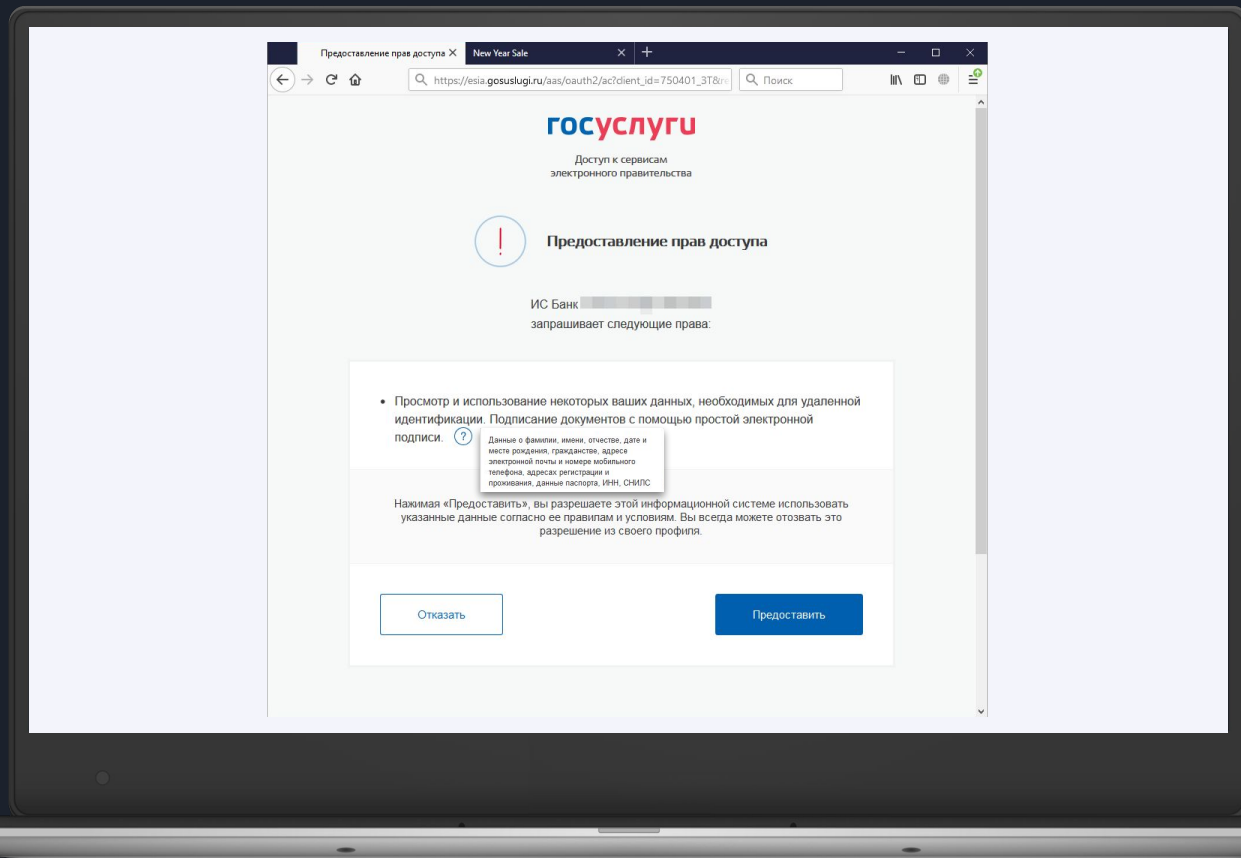 Предоставление прав доступа
New Year Sale
https://esia.gosuslugi.ru/aas/oauth2/ac?client_id=750401_3T&re
Поиск
госуслуги
Доступ к сервисам
электронного правительства
Предоставление прав доступа
ИС Банк
запрашивает следующие права:
Просмотр и использование некоторых ваших данных, необходимых для удаленной
идентификации. Подписание документов с помощью простой электронной
подписи. ?
Данные о фамилии, имени, отчестве, дате и
месте рождения, гражданстве, адресе
электронной почты и номере мобильного
телефона, адресах регистрации и
проживания, данные паспорта, ИНН, СНИЛС
Нажимая «Предоставить», вы разрешаете этой информационной системе использовать
указанные данные согласно ее правилам и условиям. Вы всегда можете отозвать это
разрешение из своего профиля.
Отказать
Предоставить